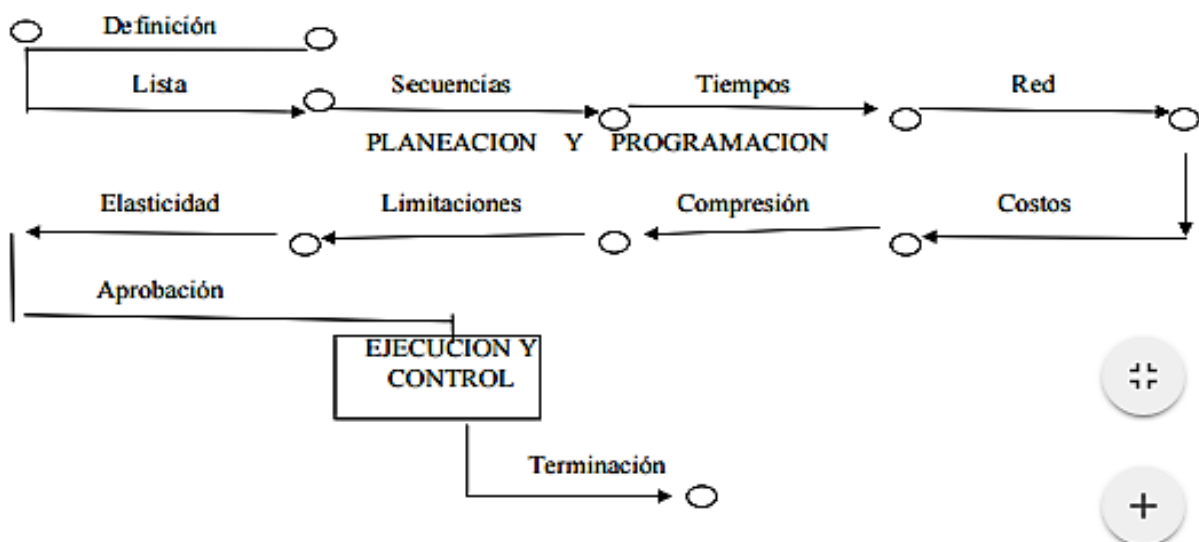 Definición
Lista Secuencias Tiempos Red
PLANEACION Y PROGRAMACION
Elasticidad Limitaciones Compresión Costos
Aprobación
EJECUCION Y
CONTROL
Terminación